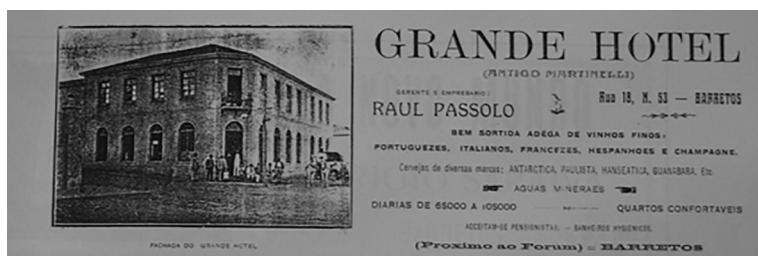 FACHADA DO GRANDE HOTEL
GRANDE HOTEL
(ANTIGO MARTINELLI)
GERENTE E EMPRESARIO:
RAUL PASSOLO
Rua 18, N. 53 — BARRETOS
BEM SORTIDA ADÉGA DE VINHOS FINOS:
PORTUGUEZES, ITALIANOS, FRANCEZES, HESPANHOES E CHAMPAGNE.
Cervejas de diversas marcas: ANTARCTICA, PAULISTA, HANSEATICA, GUANABARA, Etc.
AGUAS MINERAES
DIARIAS DE 6$000 A 10$000
QUARTOS CONFORTAVEIS
ACCEITAM-SE PENSIONISTAS. — BANHEIROS HYGIENICOS.
(Proximo ao Forum) = BARRETOS